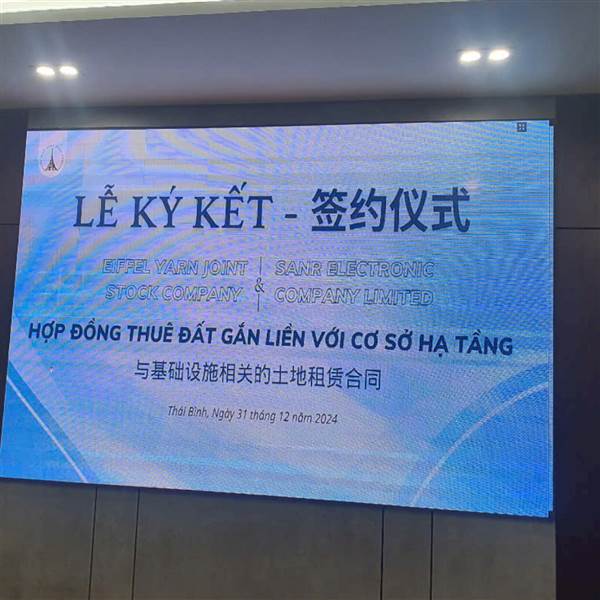 LỄ KÝ KẾT - 签约仪式
EIFFEL YARN JOINT STOCK COMPANY
&
SANR ELECTRONIC COMPANY LIMITED
HỢP ĐỒNG THUÊ ĐẤT GẮN LIỀN VỚI CƠ SỞ HẠ TẦNG
与基础设施相关的土地租赁合同
Thái Bình, Ngày 31 tháng 12 năm 2024